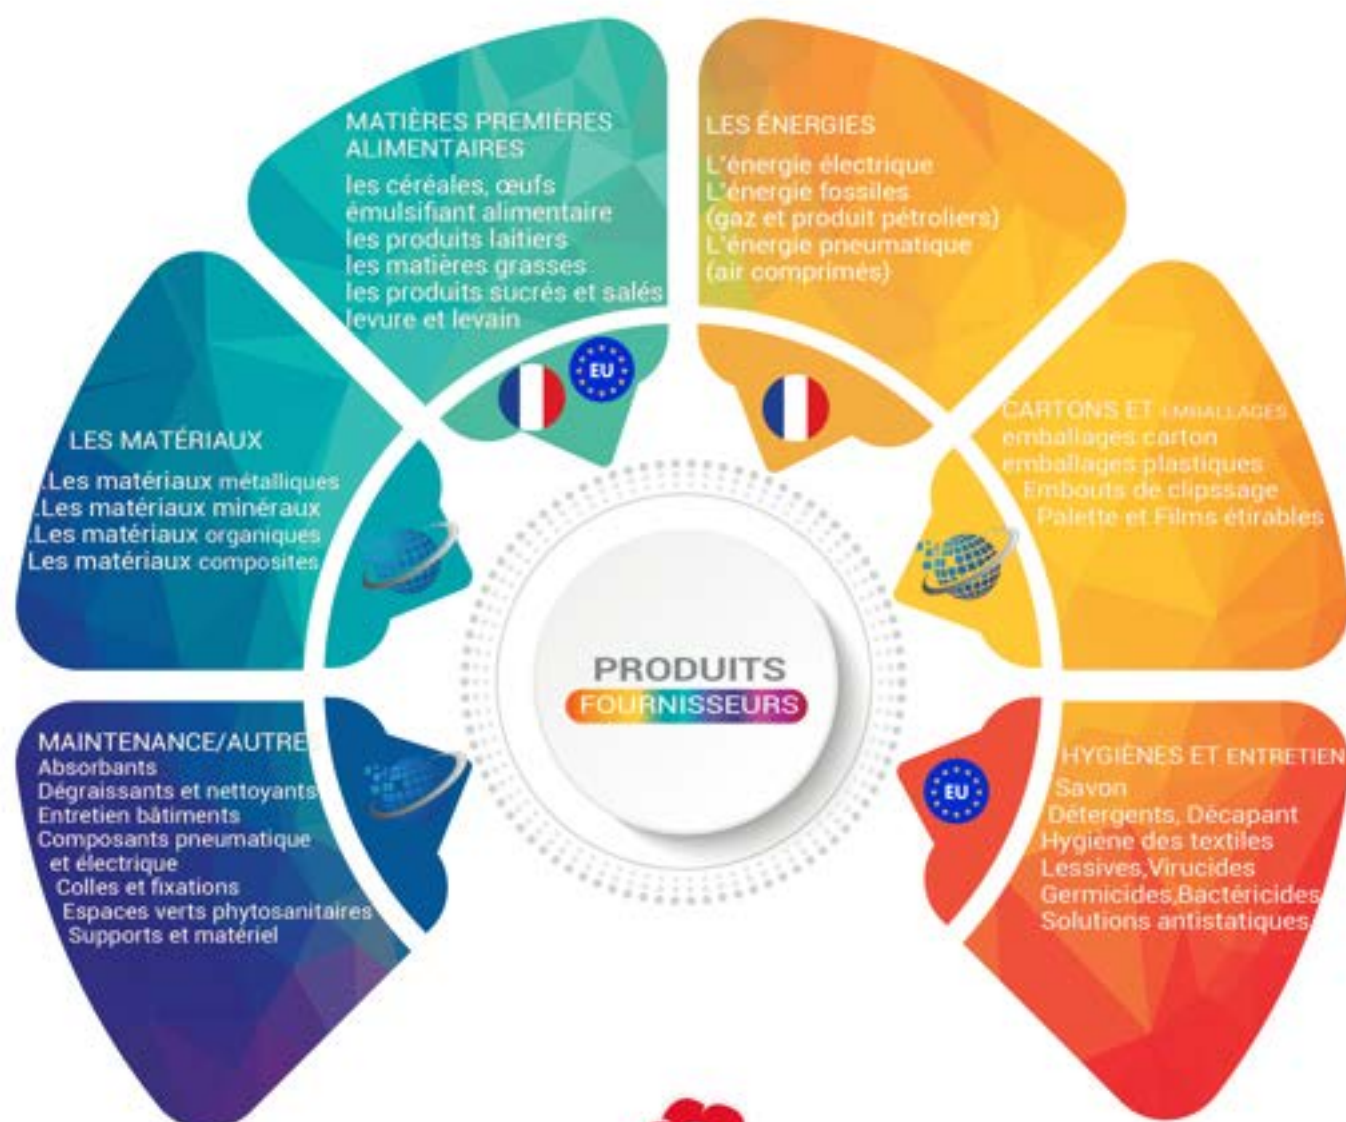 MATIÈRES PREMIÈRES
ALIMENTAIRES
les céréales, œufs
émulsifiant alimentaire
les produits laitiers
les matières grasses
les produits sucrés et salés
levure et levain
EU
LES ÉNERGIES
L'énergie électrique
L'énergie fossiles
(gaz et produit pétroliers)
L'énergie pneumatique
(air comprimés)
LES MATÉRIAUX
.Les matériaux métalliques
.Les matériaux minéraux
.Les matériaux organiques
Les matériaux composites
CARTONS ET EMBALLAGES
emballages carton
emballages plastiques
Embouts de clipssage
Palette et Films étirables
PRODUITS
FOURNISSEURS
MAINTENANCE/AUTRE
Absorbants
Dégraissants et nettoyants
Entretien bâtiments
Composants pneumatique
et électrique
Colles et fixations
Espaces verts phytosanitaires
Supports et matériel
EU
HYGIÈNES ET ENTRETIEN
Savon
Détergents, Décapant
Hygiène des textiles
Lessives,Virucides
Germicides,Bactéricides
Solutions antistatiques.